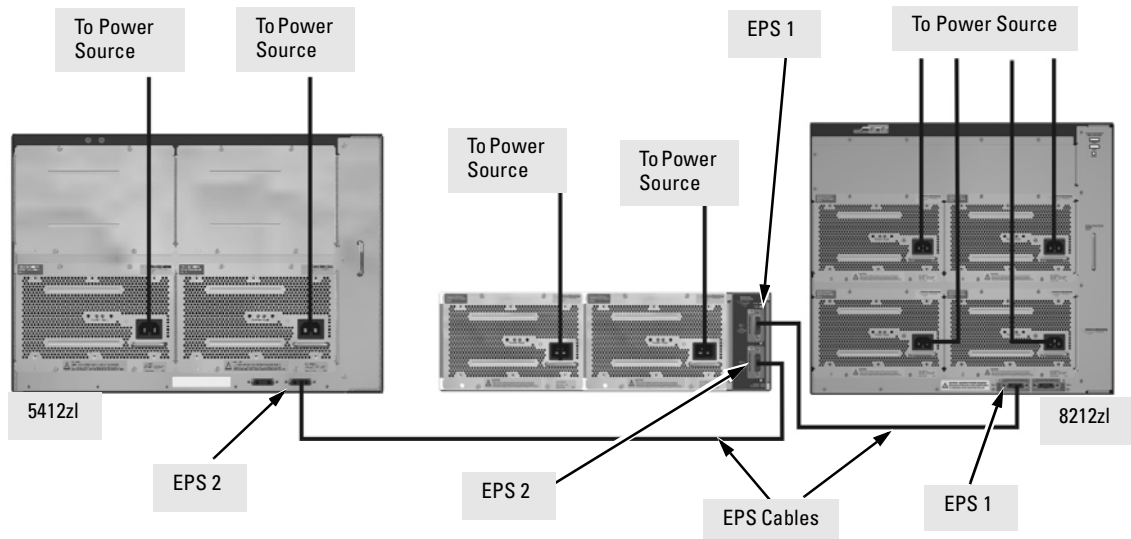 To Power
Source
To Power
Source
EPS 1
To Power Source
To Power
Source
To Power
Source
5412zl
8212zl
EPS 2
EPS 2
EPS Cables
EPS 1